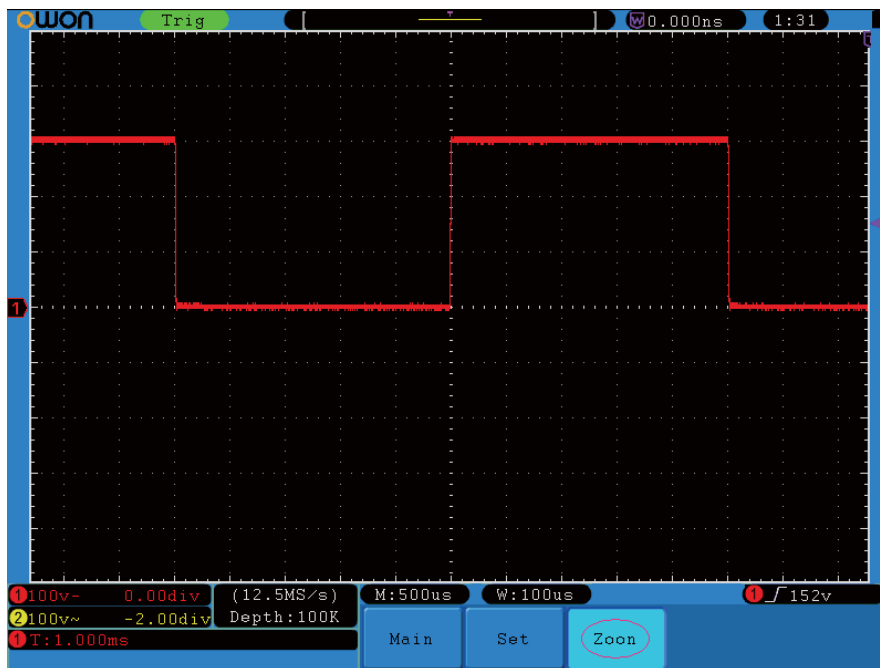 OWON Trig [ T ] W 0.000ns 1:31
1
1 100v- 0.00div (12.5MS/s) M:500us W:100us 1 152v
2 100v~ -2.00div Depth:100K
1 T:1.000ms Main Set Zoon